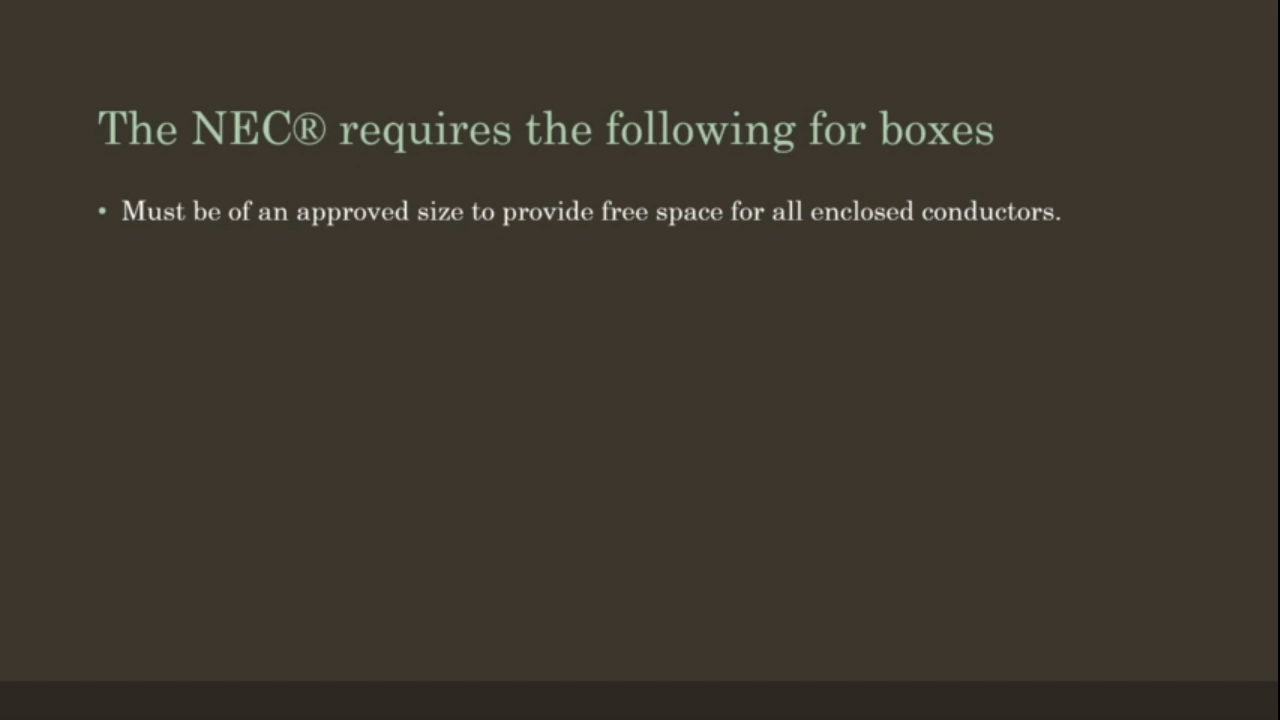 The NEC® requires the following for boxes
• Must be of an approved size to provide free space for all enclosed conductors.